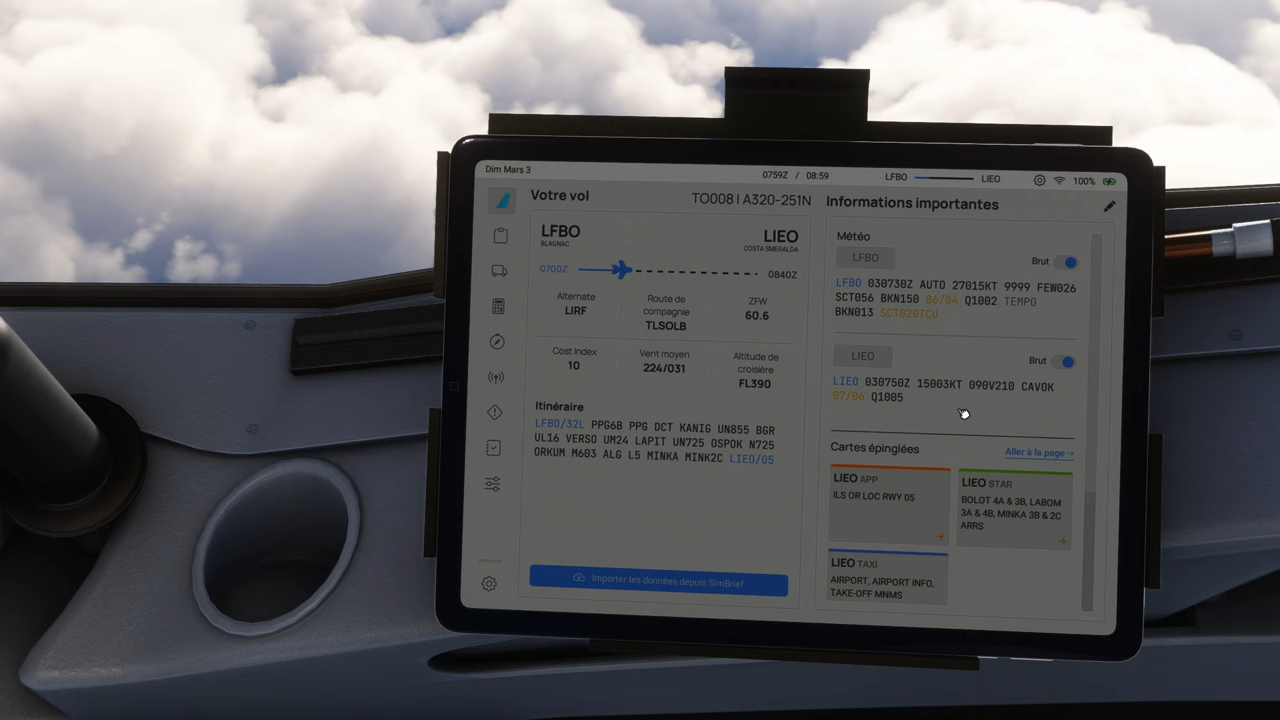 Dim Mars 3
0759Z / 08:59
LFBO
LIEO
100%
Votre vol
TO008 | A320-251N
LFBO
BLAGNAC
LIEO
COSTA SMERALDA
0700Z
0840Z
Alternate
LIRF
Route de
compagnie
TLSOLB
ZFW
60.6
Cost Index
10
Vent moyen
224/031
Altitude de
croisière
FL390
Itinéraire
LFBO/32L PPG6B PPG DCT KANIG UN855 BGR
UL16 VERSO UM24 LAPIT UN725 OSPOK N725
ORKUM M603 ALG L5 MINKA MINK2C LIEO/05
Importer les données depuis SimBrief
Informations importantes
Météo
LFBO
Brut
LFBO 030730Z AUTO 27015KT 9999 FEW026
SCT056 BKN150 06/04 Q1002 TEMPO
BKN013 SCT020TCU
LIEO
Brut
LIEO 030750Z 15003KT 090V210 CAVOK
07/06 Q1005
Cartes épinglées
Aller à la page→
LIEO APP
ILS OR LOC RWY 05
LIEO STAR
BOLOT 4A & 3B, LABOM
3A & 4B, MINKA 3B & 2C
ARRS
LIEO TAXI
AIRPORT, AIRPORT INFO,
TAKE-OFF MNMS